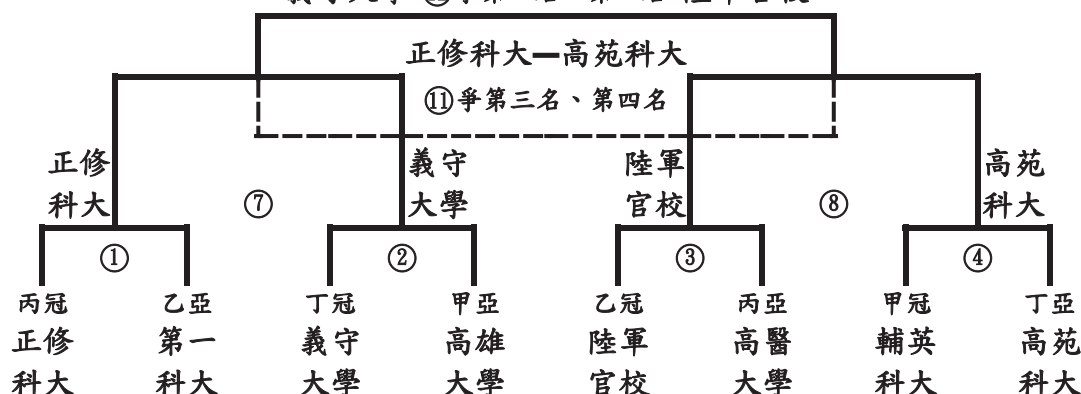 正修科大—高苑科大
⑪爭第三名、第四名
正修科大
義守大學
陸軍官校
高苑科大
⑦
⑧
①
②
③
④
丙冠 乙亞 丁冠 甲亞 乙冠 丙亞 甲冠 丁亞
正修 第一 義守 高雄 陸軍 高醫 輔英 高苑
科大 科大 大學 大學 官校 大學 科大 科大